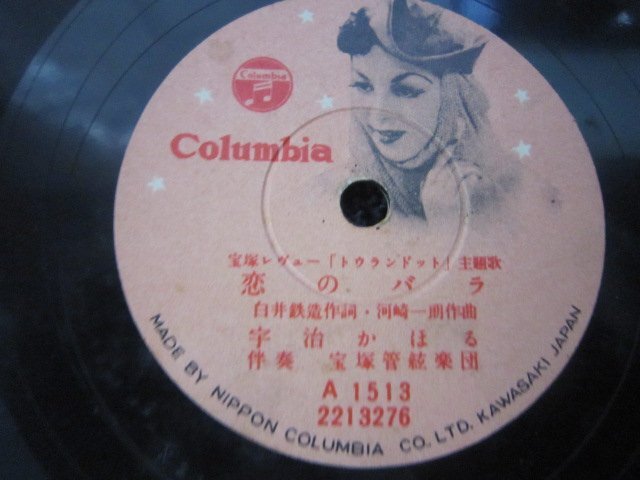 Columbia
Columbia
宝塚レヴュー「トウランドット」主題歌
恋のバラ
白井鉄造作詞・河崎一朗作曲
宇治かほる
伴奏 宝塚管絃楽団
A 1513
2213276
MADE BY NIPPON COLUMBIA CO. LTD. KAWASAKI JAPAN